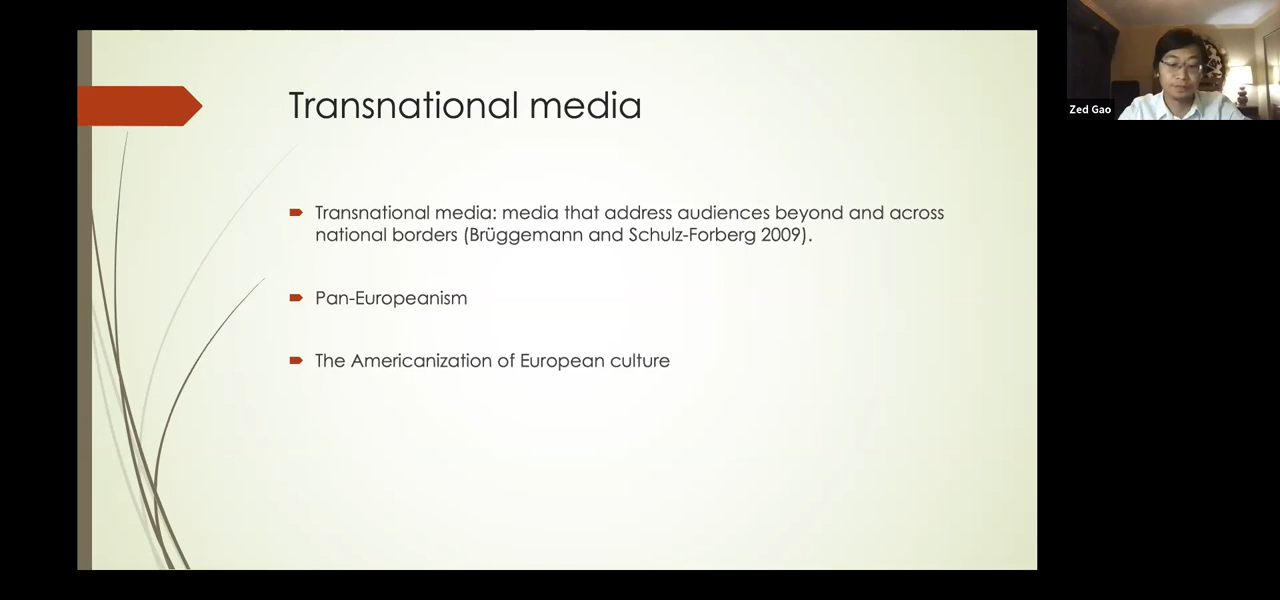 Transnational media
Transnational media: media that address audiences beyond and across
national borders (Brüggemann and Schulz-Forberg 2009).
Pan-Europeanism
The Americanization of European culture
Zed Gao